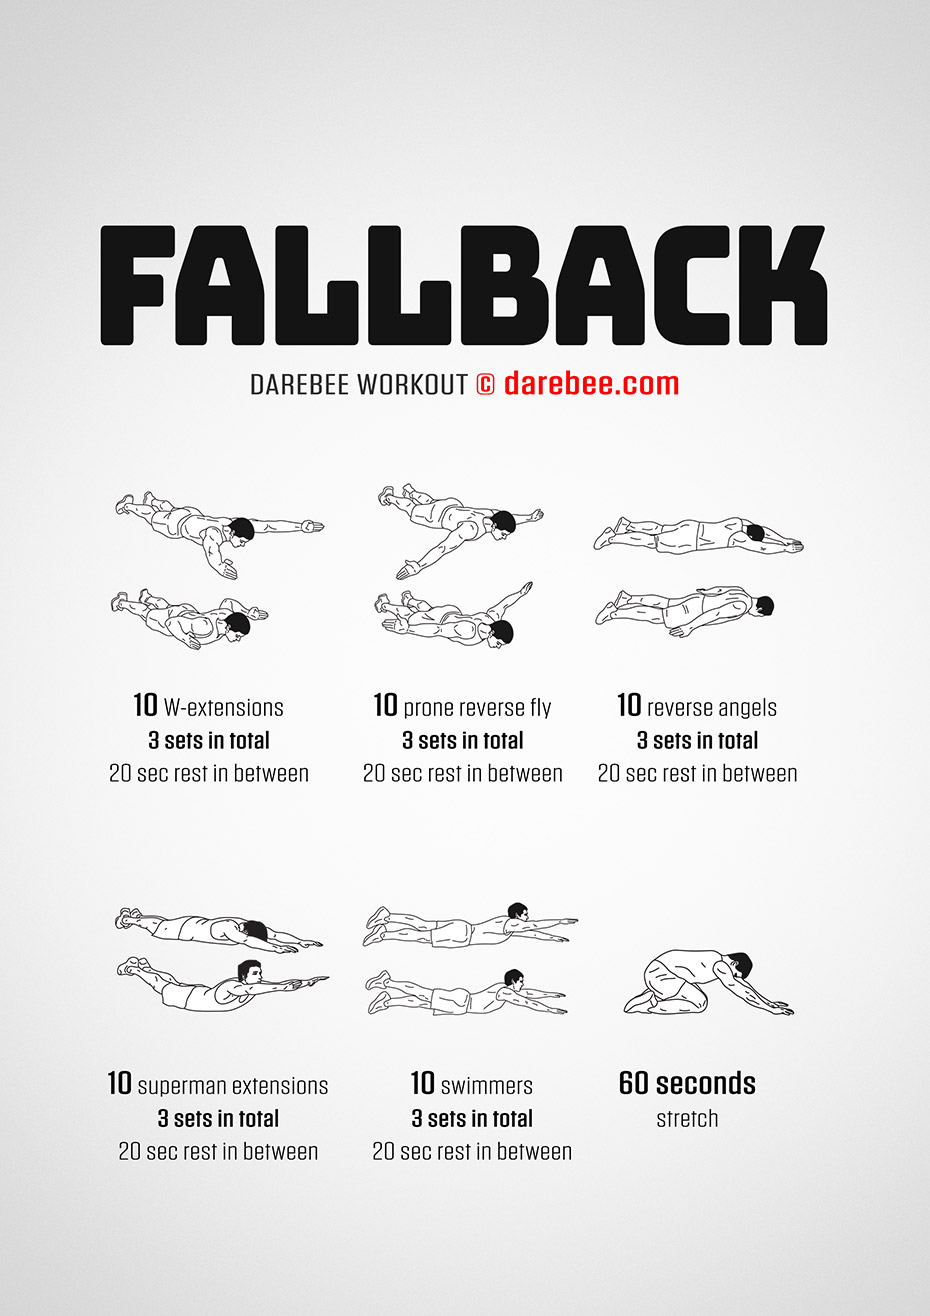 FALLBACK
DAREBEE WORKOUT © darebee.com
10 W-extensions
3 sets in total
20 sec rest in between
10 prone reverse fly
3 sets in total
20 sec rest in between
10 reverse angels
3 sets in total
20 sec rest in between
10 superman extensions
3 sets in total
20 sec rest in between
10 swimmers
3 sets in total
20 sec rest in between
60 seconds
stretch